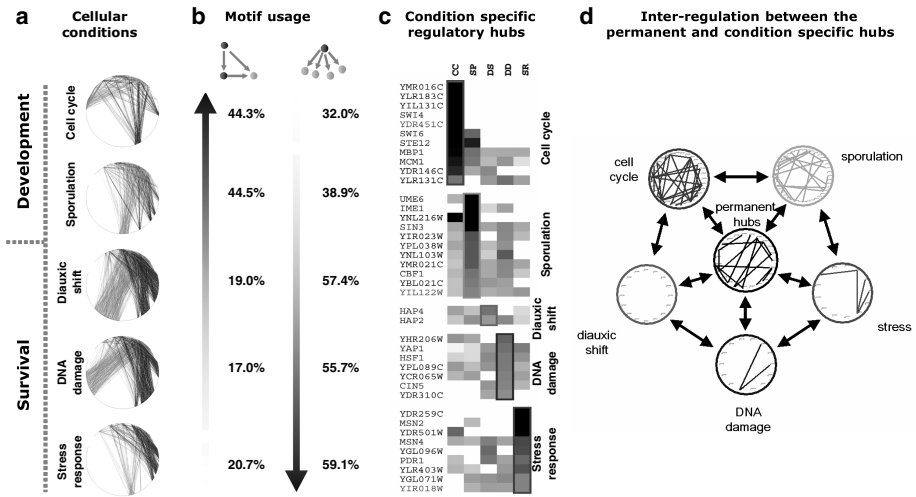 a Cellular conditions
b Motif usage
c Condition specific regulatory hubs
d Inter-regulation between the permanent and condition specific hubs
Development
Survival
Cell cycle
Sporulation
Diauxic shift
DNA damage
Stress response
44.3% 32.0%
44.5% 38.9%
19.0% 57.4%
17.0% 55.7%
20.7% 59.1%
CC SP DS DD SR
YMR016C
YLR183C
YIL131C
SWI4
YDR451C
SWI6
STE12
MBP1
MCM1
YDR146C
YLR131C
Cell cycle
UME6
IME1
YNL216W
SIN3
YIR023W
YPL038W
YNL103W
YMR021C
CBF1
YBL021C
YIL122W
Sporulation
HAP4
HAP2
Diauxic shift
YHR206W
YAP1
HSF1
YPL089C
YCR065W
CIN5
YDR310C
DNA damage
YDR259C
MSN2
YDR501W
MSN4
YGL096W
PDR1
YLR403W
YGL071W
YIR018W
Stress response
cell cycle
sporulation
permanent hubs
diauxic shift
stress
DNA damage